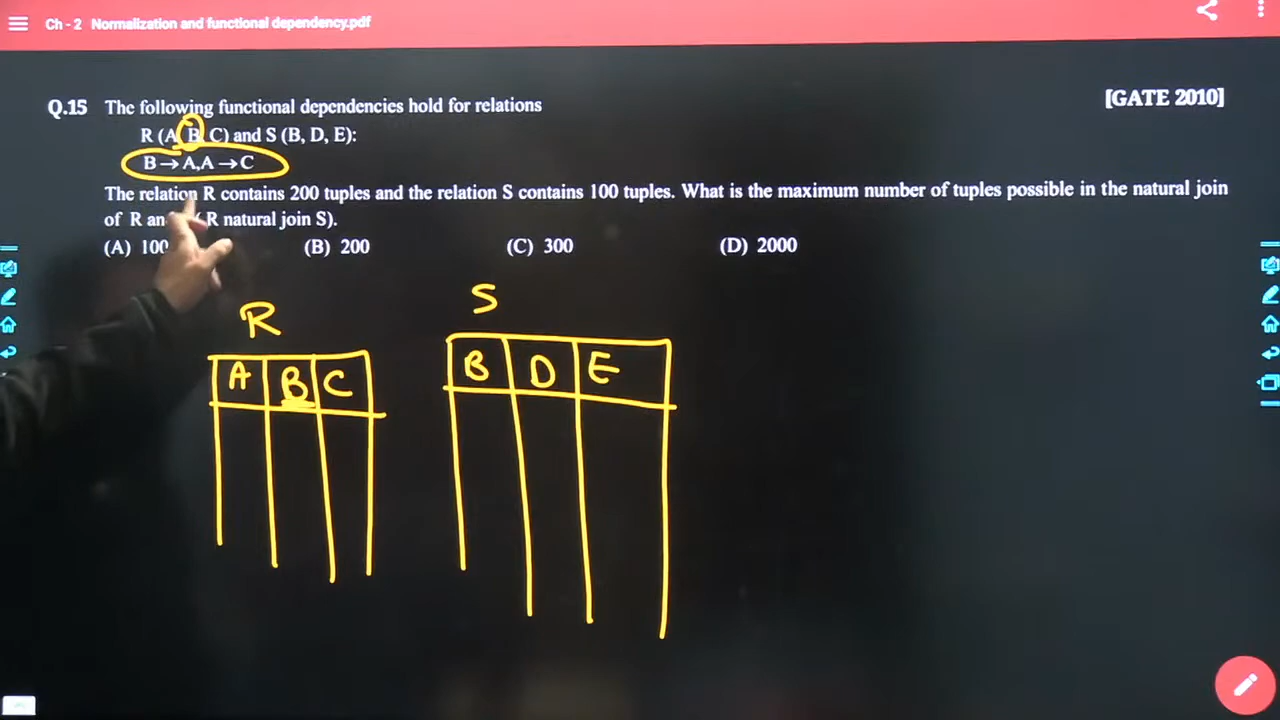 Ch - 2 Normalization and functional dependency.pdf
Q.15 The following functional dependencies hold for relations [GATE 2010]
R (A B C) and S (B, D, E):
B → A, A → C
The relation R contains 200 tuples and the relation S contains 100 tuples. What is the maximum number of tuples possible in the natural join
of R an R natural join S).
(A) 100 (B) 200 (C) 300 (D) 2000
R S
A B C B D E